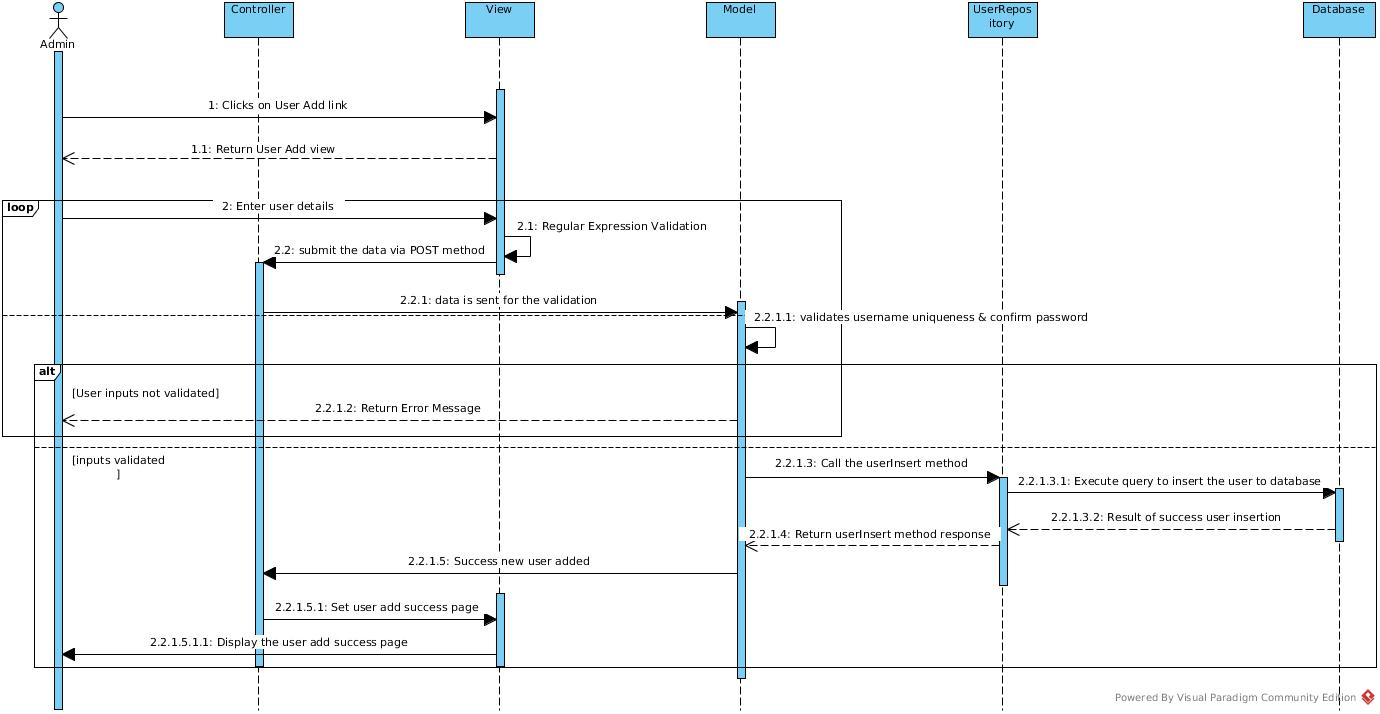 Controller
View
Model
UserRepos
itory
Database
Admin
1: Clicks on User Add link
1.1: Return User Add view
loop
2: Enter user details
2.1: Regular Expression Validation
2.2: submit the data via POST method
2.2.1: data is sent for the validation
2.2.1.1: validates username uniqueness & confirm password
alt
[User inputs not validated]
2.2.1.2: Return Error Message
[inputs validated
]
2.2.1.3: Call the userInsert method
2.2.1.3.1: Execute query to insert the user to database
2.2.1.3.2: Result of success user insertion
2.2.1.4: Return userInsert method response
2.2.1.5: Success new user added
2.2.1.5.1: Set user add success page
2.2.1.5.1.1: Display the user add success page
Powered By Visual Paradigm Community Edition